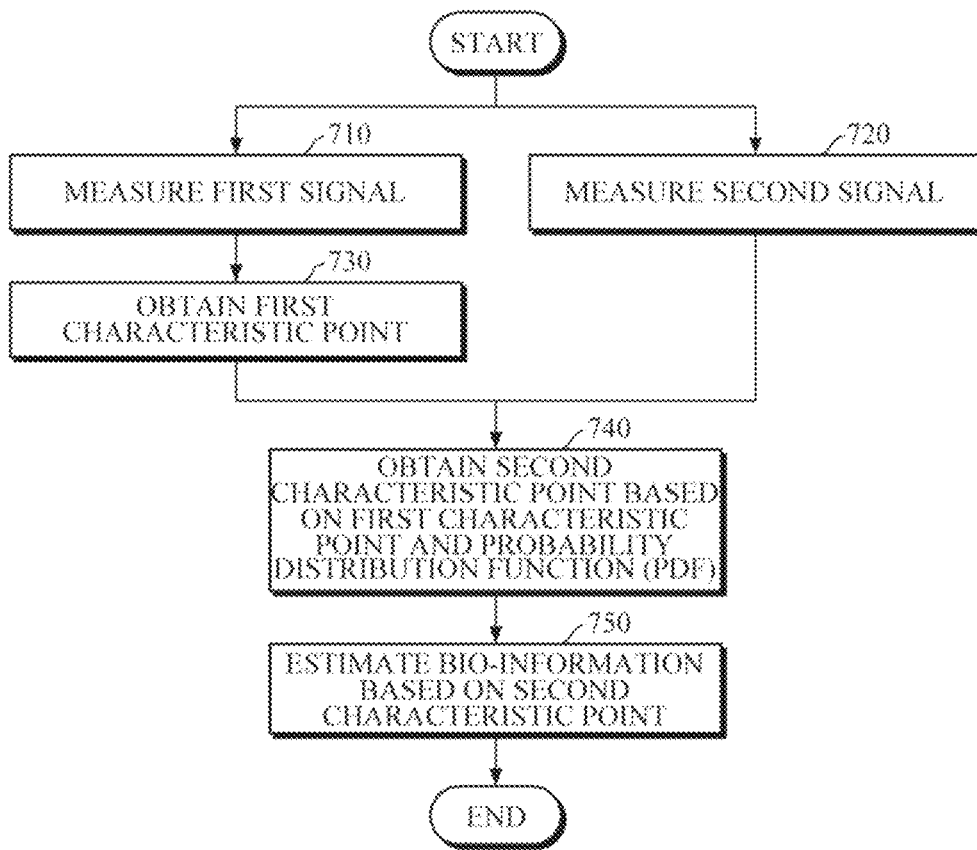 START
710
720
MEASURE FIRST SIGNAL
MEASURE SECOND SIGNAL
730
OBTAIN FIRST
CHARACTERISTIC POINT
740
OBTAIN SECOND
CHARACTERISTIC POINT BASED
ON FIRST CHARACTERISTIC
POINT AND PROBABILITY
DISTRIBUTION FUNCTION (PDF)
750
ESTIMATE BIO-INFORMATION
BASED ON SECOND
CHARACTERISTIC POINT
END